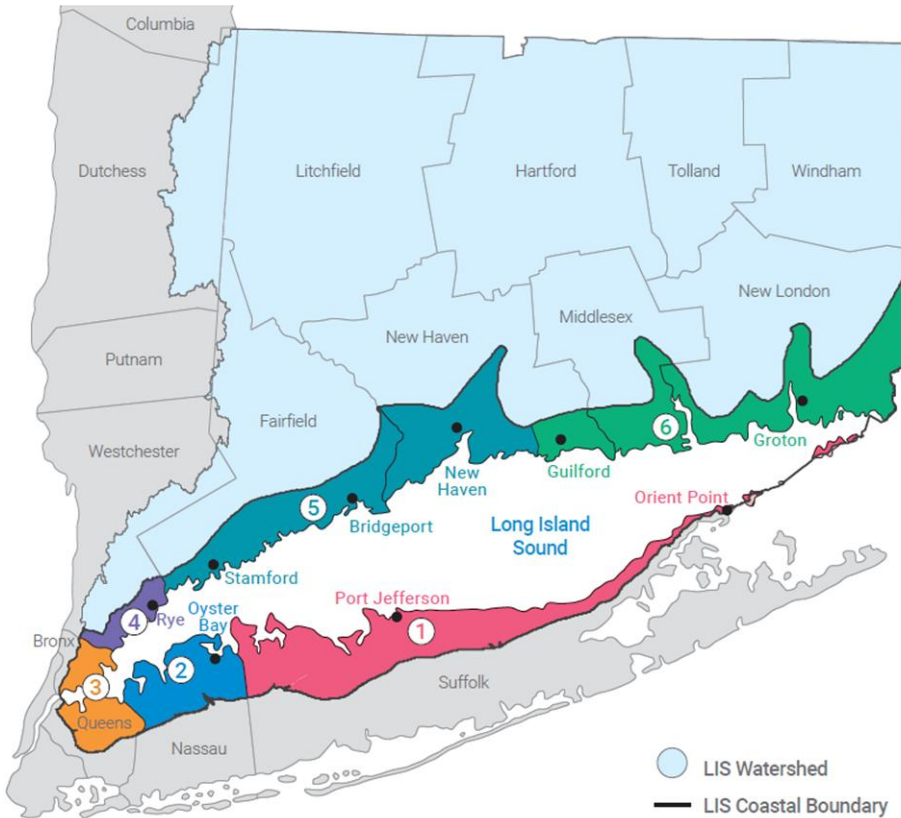 Columbia
Dutchess
Litchfield
Hartford
Tolland
Windham
New London
Middlesex
New Haven
Putnam
Fairfield
Westchester
6
Groton
Guilford
New
Haven
Orient Point
5
Bridgeport
Long Island
Sound
Stamford
Port Jefferson
Oyster
Bay
Rye
4
1
Bronx
2
3
Suffolk
Queens
Nassau
LIS Watershed
LIS Coastal Boundary